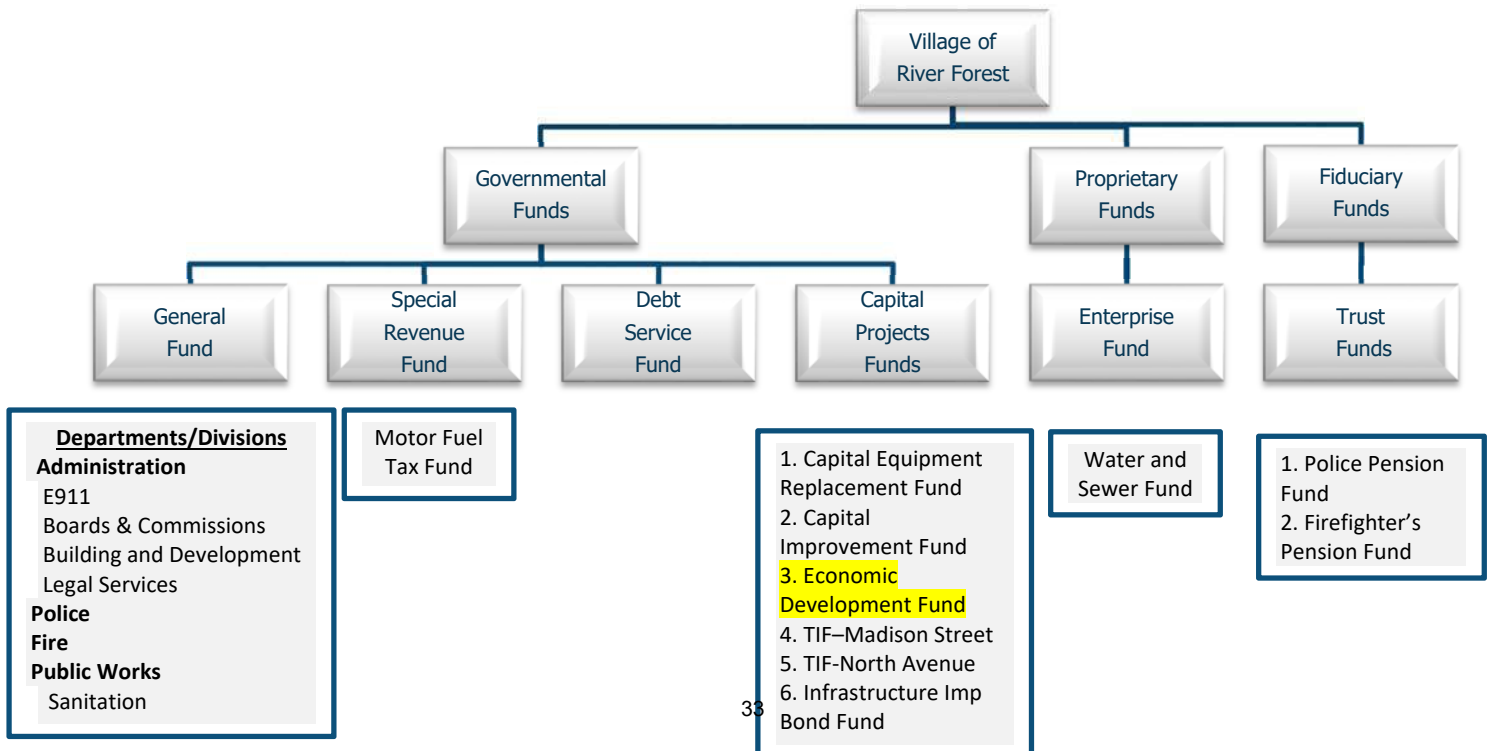 Village of
River Forest
Governmental
Funds
Proprietary
Funds
Fiduciary
Funds
General
Fund
Special
Revenue
Fund
Debt
Service
Fund
Capital
Projects
Funds
Enterprise
Fund
Trust
Funds
Departments/Divisions
Administration
E911
Boards & Commissions
Building and Development
Legal Services
Police
Fire
Public Works
Sanitation
Motor Fuel
Tax Fund
1. Capital Equipment
Replacement Fund
2. Capital
Improvement Fund
3. Economic
Development Fund
4. TIF–Madison Street
5. TIF-North Avenue
6. Infrastructure Imp
Bond Fund
Water and
Sewer Fund
1. Police Pension
Fund
2. Firefighter’s
Pension Fund
33